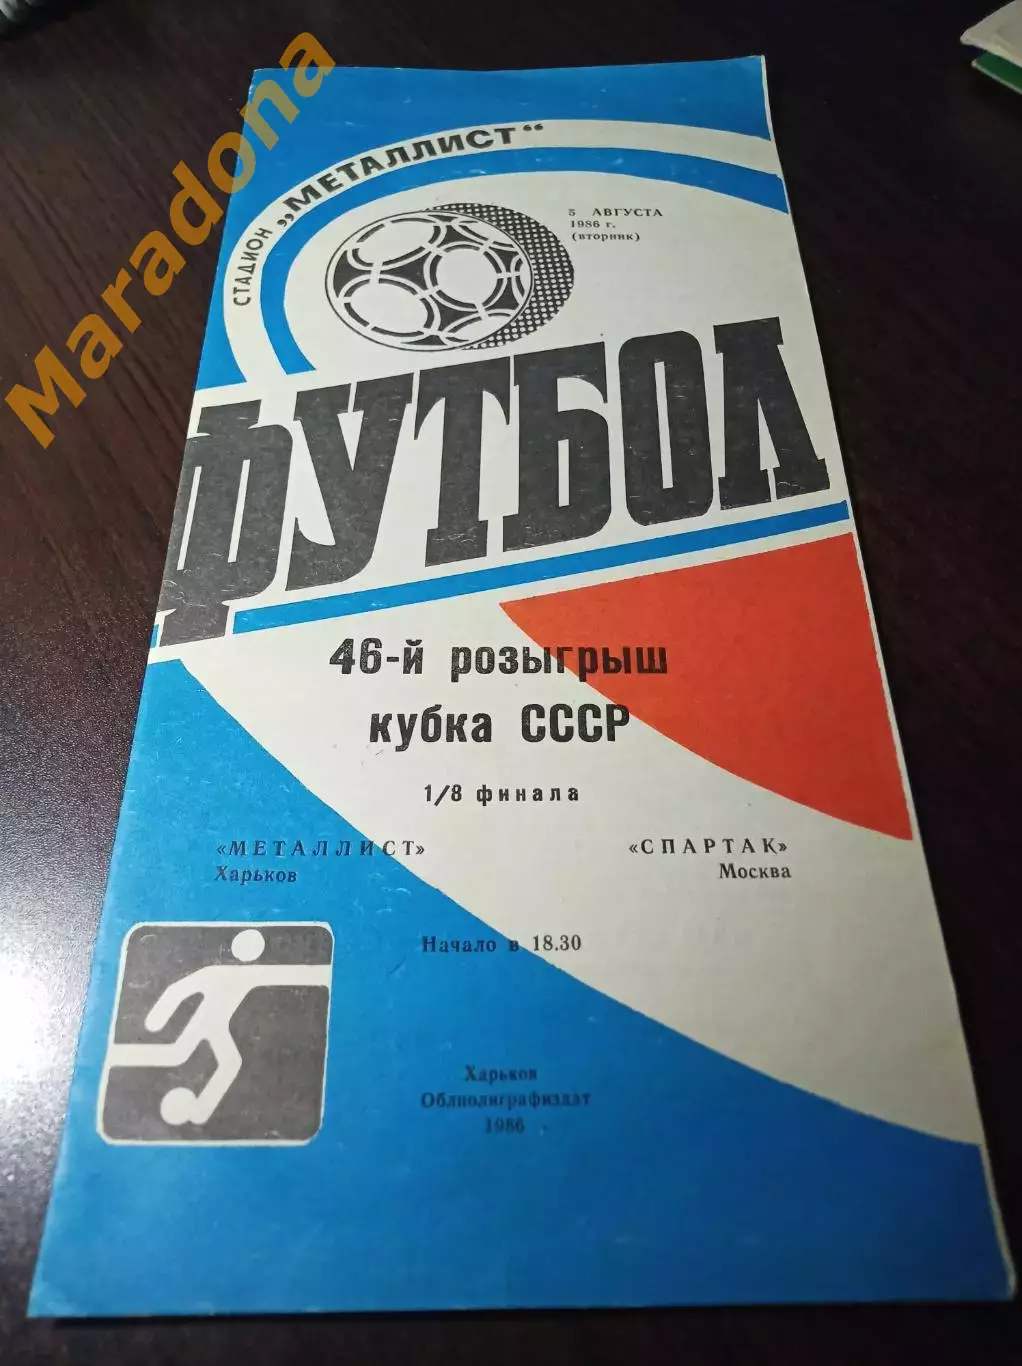 Maradona
СТАДИОН „МЕТАЛЛИСТ“
5 АВГУСТА
1986 г.
(вторник)
ФУТБОЛ
46-й розыгрыш
кубка СССР
1/8 финала
«МЕТАЛЛИСТ»
Харьков
«СПАРТАК»
Москва
Начало в 18.30
Харьков
Облполиграфиздат
1986